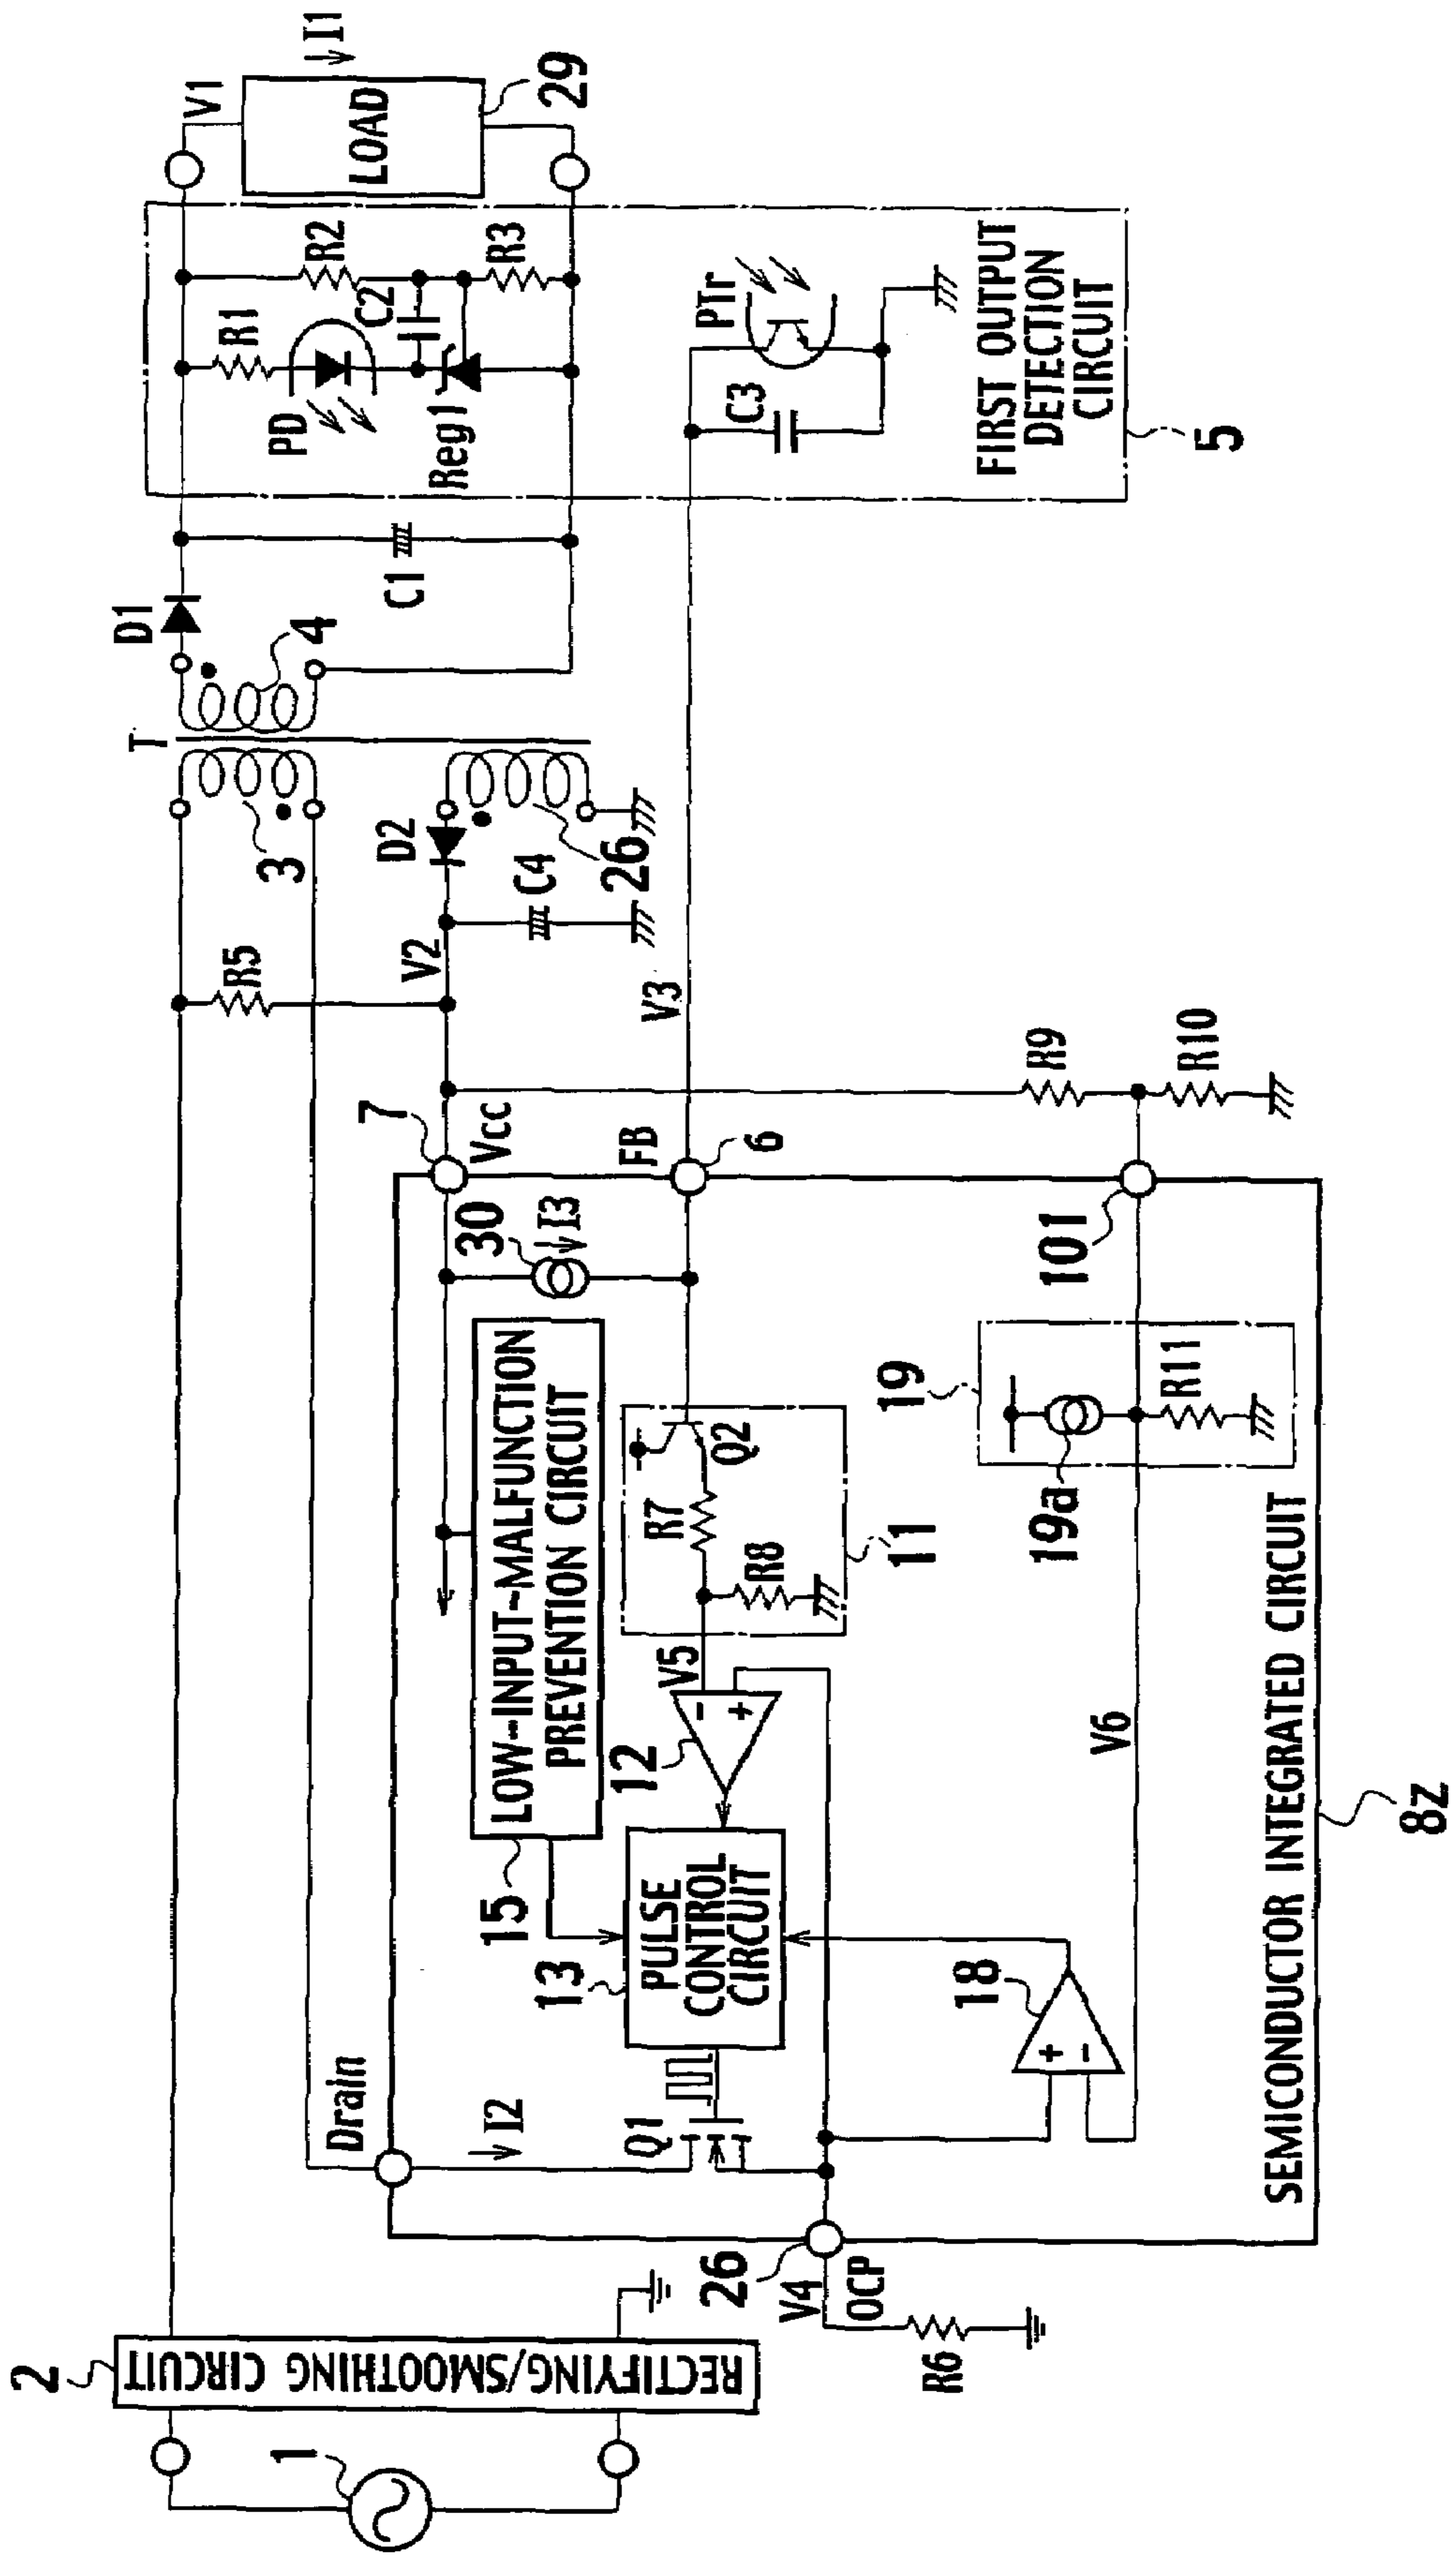 1
2
RECTIFYING/SMOOTHING CIRCUIT
R5
3
T
4
D1
C1
D2
V2
C4
26
R1
PD
C2
R2
Reg1
R3
V1
LOAD
I1
29
PTr
C3
FIRST OUTPUT
DETECTION
CIRCUIT
5
V3
R9
R10
7
Vcc
FB
6
101
Drain
I2
Q1
26
V4
OCP
R6
15
LOW-INPUT-MALFUNCTION
PREVENTION CIRCUIT
30
I3
13
PULSE
CONTROL
CIRCUIT
12
-
+
V5
R7
R8
Q2
11
18
+
-
V6
19
19a
R11
SEMICONDUCTOR INTEGRATED CIRCUIT
8z